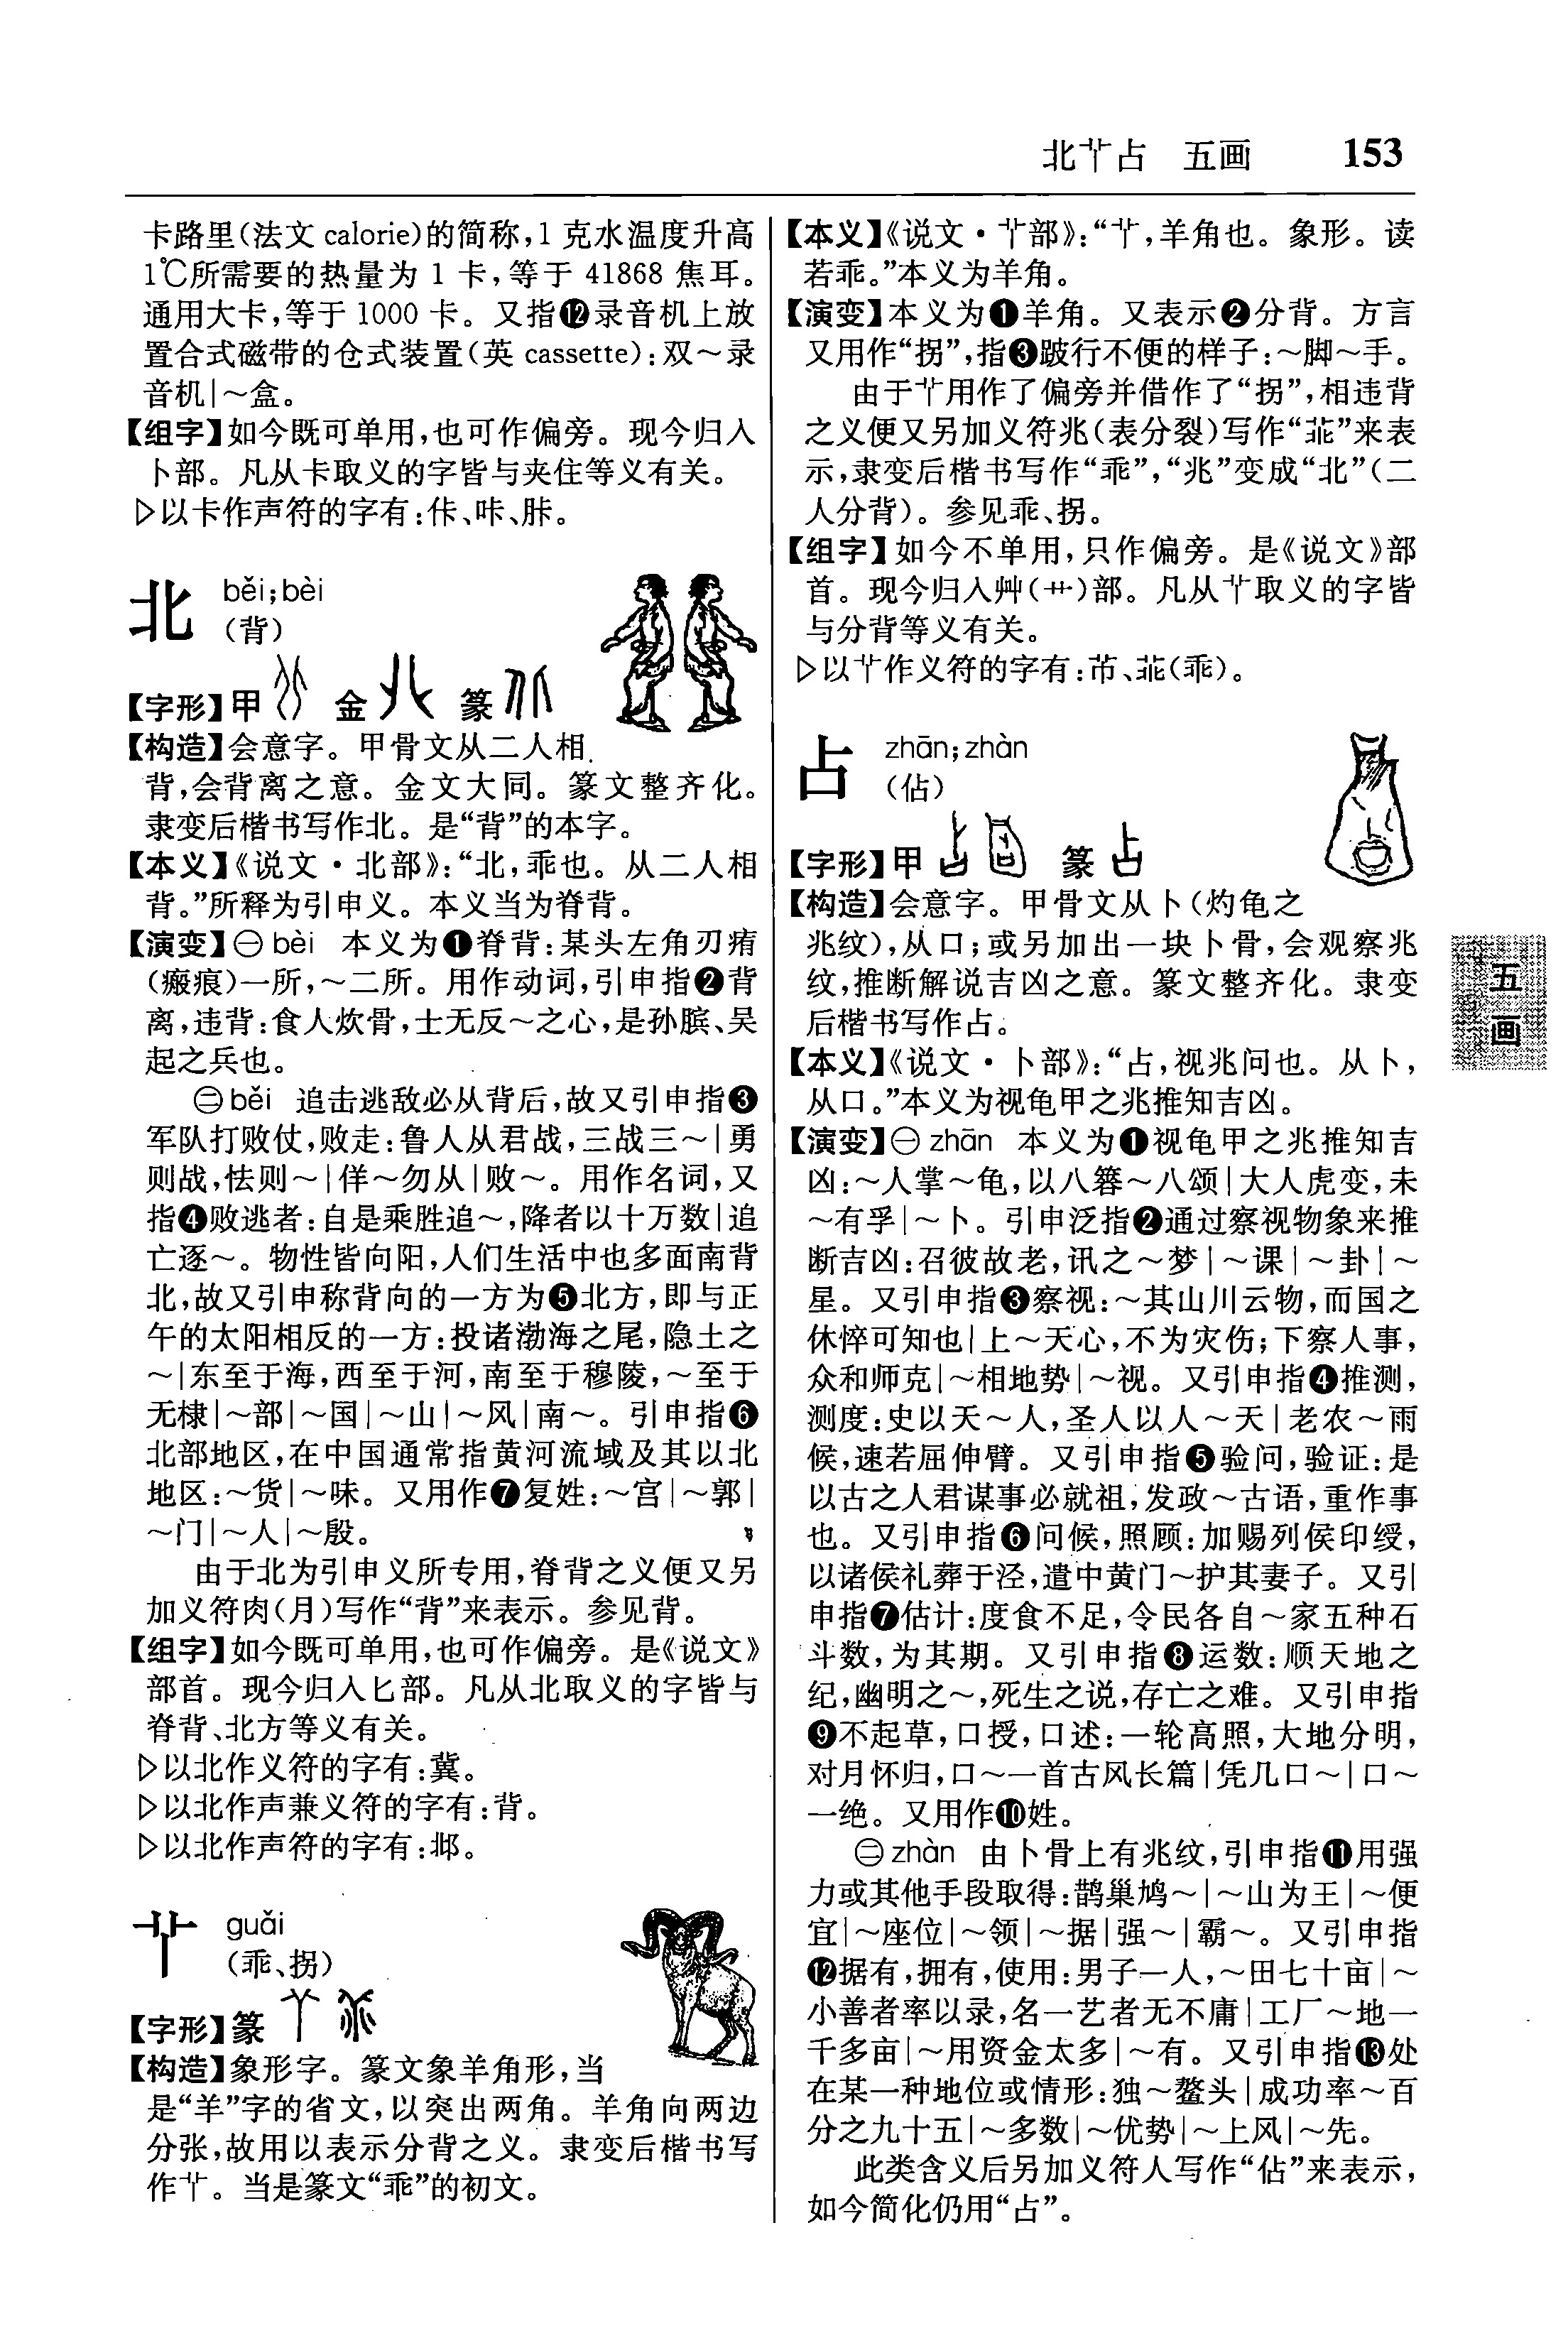 北𦫳占 五画 153
卡路里(法文 calorie)的简称,1 克水温度升高
1℃所需要的热量为 1 卡,等于 41868 焦耳。
通用大卡,等于 1000 卡。又指⓬录音机上放
置合式磁带的仓式装置(英 cassette):双～录
音机|～盒。
【组字】如今既可单用,也可作偏旁。现今归入
卜部。凡从卡取义的字皆与夹住等义有关。
▷以卡作声符的字有:佧、咔、胩。
北 běi;bèi
(背)
【字形】甲 金 篆
【构造】会意字。甲骨文从二人相
背,会背离之意。金文大同。篆文整齐化。
隶变后楷书写作北。是“背”的本字。
【本义】《说文·北部》:“北,乖也。从二人相
背。”所释为引申义。本义当为脊背。
【演变】㊀bèi 本义为❶脊背:某头左角刃痏
(瘢痕)一所,～二所。用作动词,引申指❷背
离,违背:食人炊骨,士无反～之心,是孙膑、吴
起之兵也。
㊁běi 追击逃敌必从背后,故又引申指❸
军队打败仗,败走:鲁人从君战,三战三～|勇
则战,怯则～|佯～勿从|败～。用作名词,又
指❹败逃者:自是乘胜追～,降者以十万数|追
亡逐～。物性皆向阳,人们生活中也多面南背
北,故又引申称背向的一方为❺北方,即与正
午的太阳相反的一方:投诸渤海之尾,隐土之
～|东至于海,西至于河,南至于穆陵,～至于
无棣|～部|～国|～山|～风|南～。引申指❻
北部地区,在中国通常指黄河流域及其以北
地区:～货|～味。又用作❼复姓:～宫|～郭|
～门|～人|～殷。
由于北为引申义所专用,脊背之义便又另
加义符肉(月)写作“背”来表示。参见背。
【组字】如今既可单用,也可作偏旁。是《说文》
部首。现今归入匕部。凡从北取义的字皆与
脊背、北方等义有关。
▷以北作义符的字有:冀。
▷以北作声兼义符的字有:背。
▷以北作声符的字有:邶。
𦫳 guǎi
(乖、拐)
【字形】篆
【构造】象形字。篆文象羊角形,当
是“羊”字的省文,以突出两角。羊角向两边
分张,故用以表示分背之义。隶变后楷书写
作𦫳。当是篆文“乖”的初文。
【本义】《说文·𦫳部》:“𦫳,羊角也。象形。读
若乖。”本义为羊角。
【演变】本义为❶羊角。又表示❷分背。方言
又用作“拐”,指❸跛行不便的样子:～脚～手。
由于𦫳用作了偏旁并借作了“拐”,相违背
之义便又另加义符兆(表分裂)写作“𦮃”来表
示,隶变后楷书写作“乖”,“兆”变成“北”(二
人分背)。参见乖、拐。
【组字】如今不单用,只作偏旁。是《说文》部
首。现今归入艸(艹)部。凡从𦫳取义的字皆
与分背等义有关。
▷以𦫳作义符的字有:芇、𦮃(乖)。
占 zhān;zhàn
(佔)
【字形】甲 篆
【构造】会意字。甲骨文从卜(灼龟之
兆纹),从口;或另加出一块卜骨,会观察兆
纹,推断解说吉凶之意。篆文整齐化。隶变
后楷书写作占。
【本义】《说文·卜部》:“占,视兆问也。从卜,
从口。”本义为视龟甲之兆推知吉凶。
【演变】㊀zhān 本义为❶视龟甲之兆推知吉
凶:～人掌～龟,以八簭～八颂|大人虎变,未
～有孚|～卜。引申泛指❷通过察视物象来推
断吉凶:召彼故老,讯之～梦|～课|～卦|～
星。又引申指❸察视:～其山川云物,而国之
休悴可知也|上～天心,不为灾伤;下察人事,
众和师克|～相地势|～视。又引申指❹推测,
测度:史以天～人,圣人以人～天|老农～雨
候,速若屈伸臂。又引申指❺验问,验证:是
以古之人君谋事必就祖,发政～古语,重作事
也。又引申指❻问候,照顾:加赐列侯印绶,
以诸侯礼葬于泾,遣中黄门～护其妻子。又引
申指❼估计:度食不足,令民各自～家五种石
斗数,为其期。又引申指❽运数:顺天地之
纪,幽明之～,死生之说,存亡之难。又引申指
❾不起草,口授,口述:一轮高照,大地分明,
对月怀归,口～一首古风长篇|凭几口～|口～
一绝。又用作❿姓。
㊁zhàn 由卜骨上有兆纹,引申指⓫用强
力或其他手段取得:鹊巢鸠～|～山为王|～便
宜|～座位|～领|～据|强～|霸～。又引申指
⓬据有,拥有,使用:男子一人,～田七十亩|～
小善者率以录,名一艺者无不庸|工厂～地一
千多亩|～用资金太多|～有。又引申指⓭处
在某一种地位或情形:独～鳌头|成功率～百
分之九十五|～多数|～优势|～上风|～先。
此类含义后另加义符人写作“佔”来表示,
如今简化仍用“占”。
五
画